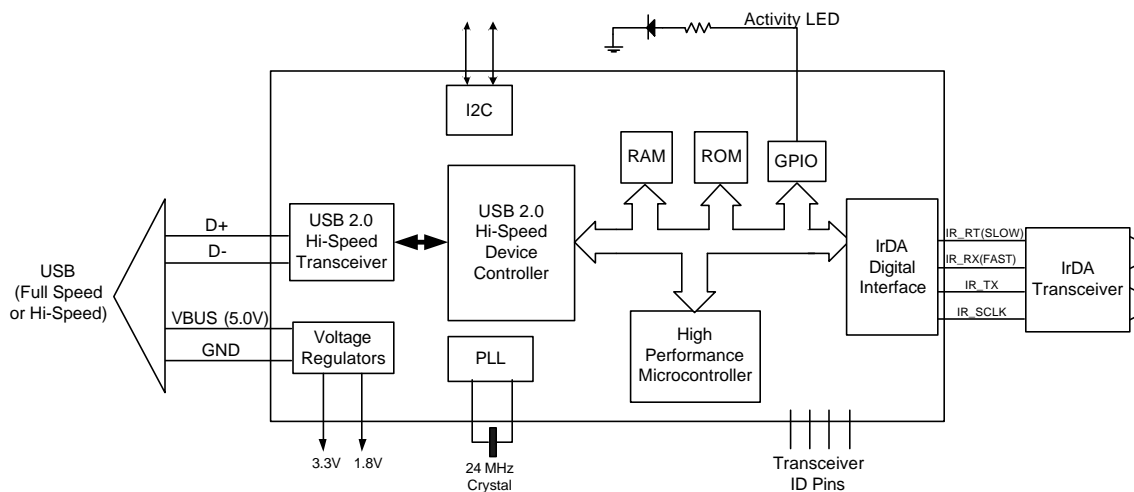 Activity LED
I2C
RAM
ROM
GPIO
USB 2.0
Hi-Speed
Transceiver
USB 2.0
Hi-Speed
Device
Controller
D+
D-
USB
(Full Speed
or Hi-Speed)
VBUS (5.0V)
GND
Voltage
Regulators
3.3V
1.8V
PLL
24 MHz
Crystal
High
Performance
Microcontroller
IrDA
Digital
Interface
IR_RT(SLOW)
IR_RX(FAST)
IR_TX
IR_SCLK
IrDA
Transceiver
Transceiver
ID Pins